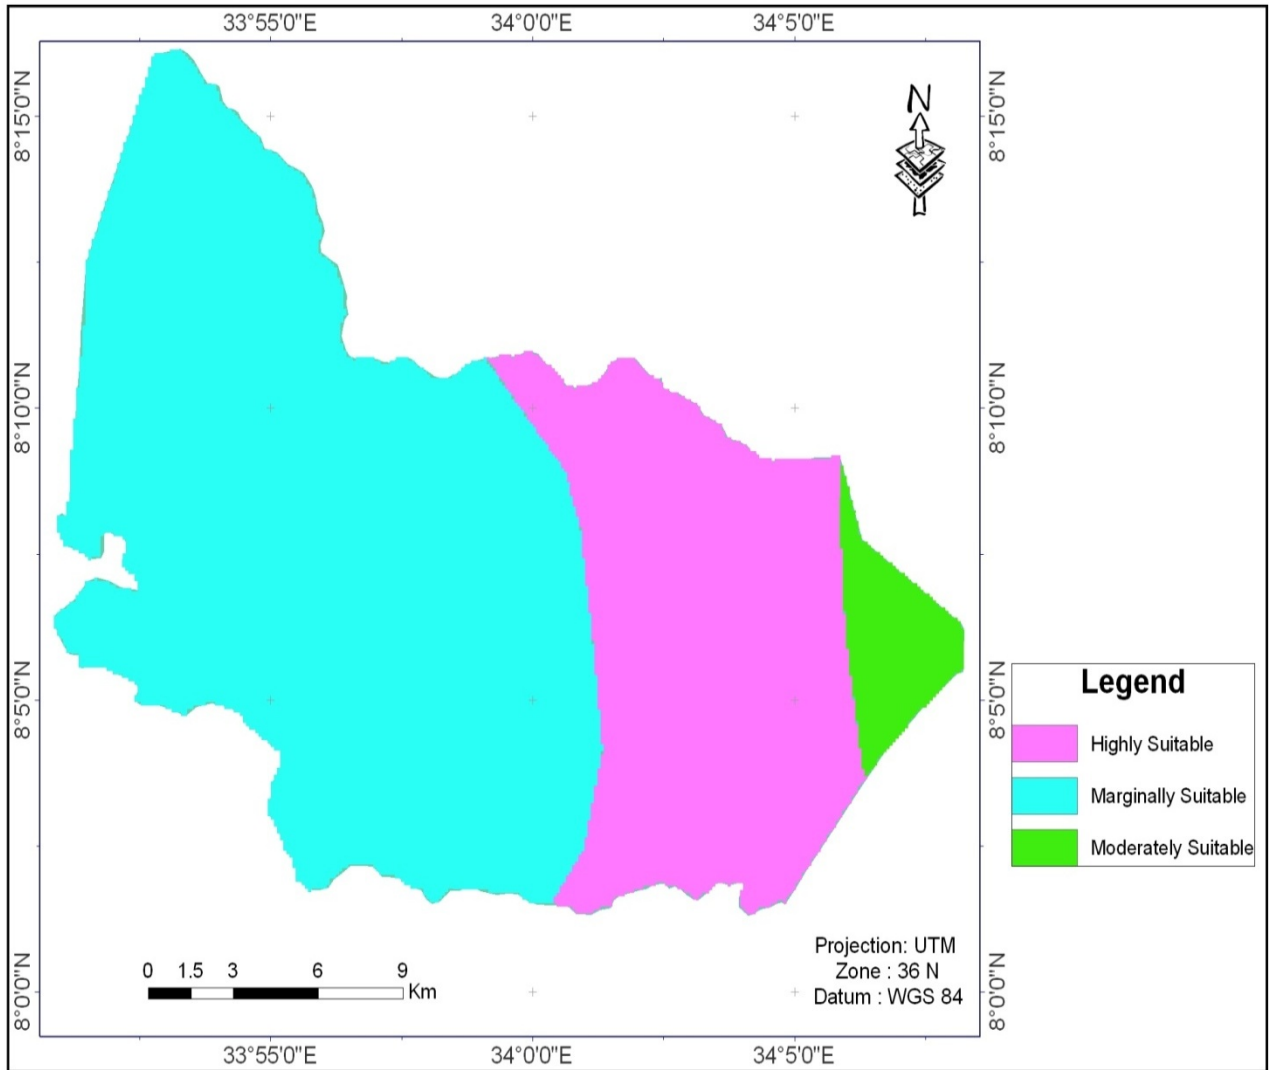 33°55'0"E 34°0'0"E 34°5'0"E
8°15'0"N 8°15'0"N
N
8°10'0"N 8°10'0"N
8°5'0"N 8°5'0"N
Legend
Highly Suitable
Marginally Suitable
Moderately Suitable
Projection: UTM
Zone : 36 N
Datum : WGS 84
0 1.5 3 6 9
Km
8°0'0"N 8°0'0"N
33°55'0"E 34°0'0"E 34°5'0"E